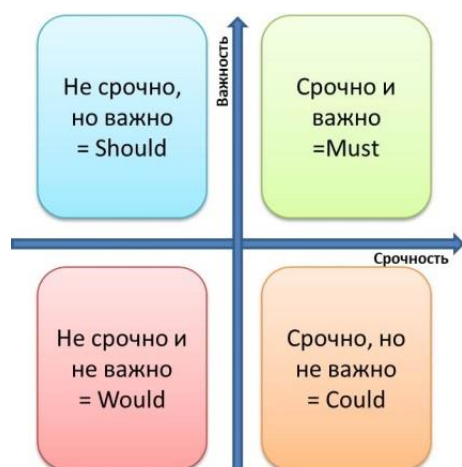 Не срочно,
но важно
= Should
Важность
Срочно и
важно
=Must
Срочность
Не срочно и
не важно
= Would
Срочно, но
не важно
= Could